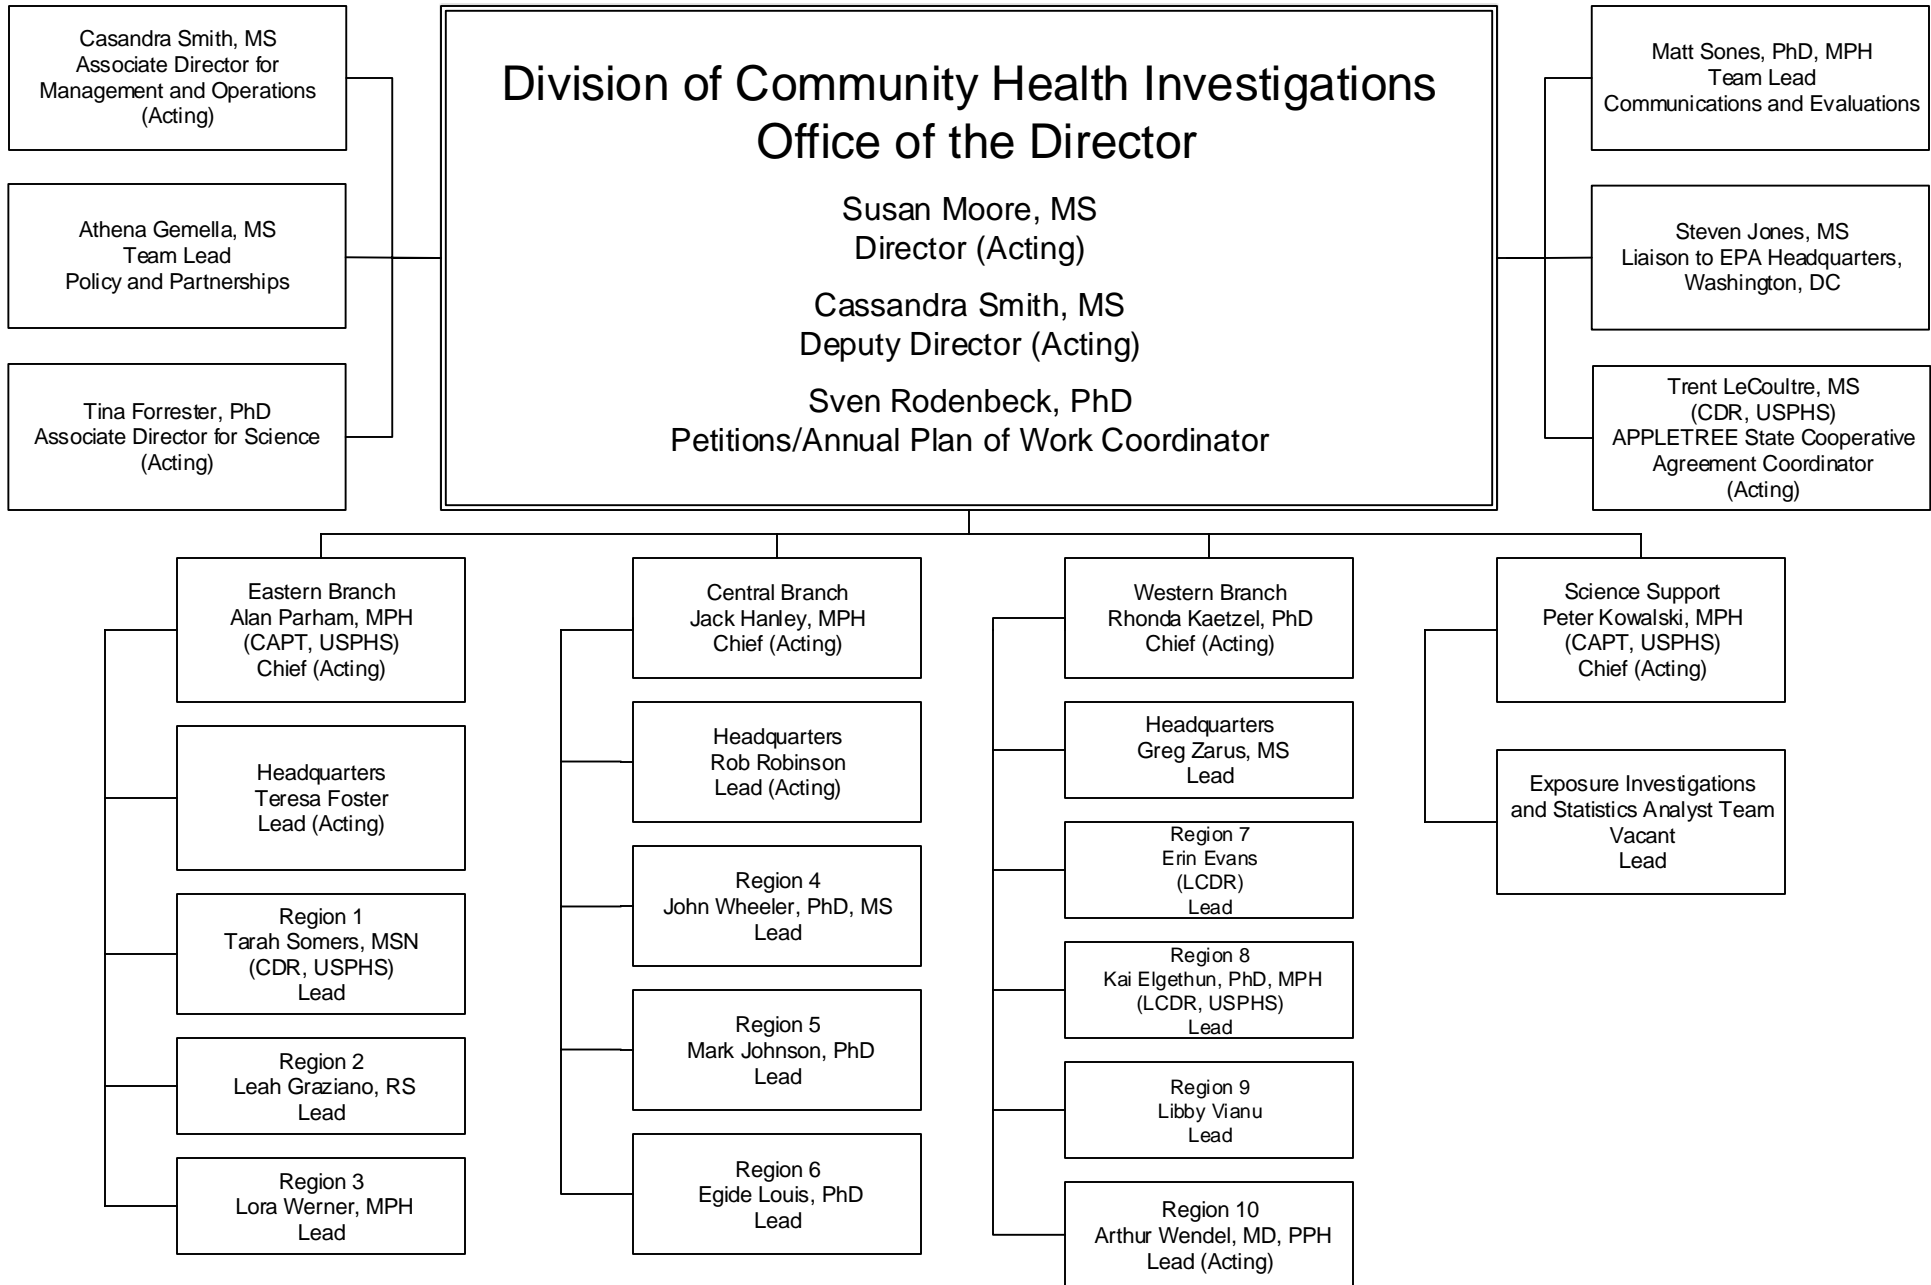 Casandra Smith, MS
Associate Director for
Management and Operations
(Acting)
Athena Gemella, MS
Team Lead
Policy and Partnerships
Tina Forrester, PhD
Associate Director for Science
(Acting)
Division of Community Health Investigations
Office of the Director
Susan Moore, MS
Director (Acting)
Cassandra Smith, MS
Deputy Director (Acting)
Sven Rodenbeck, PhD
Petitions/Annual Plan of Work Coordinator
Matt Sones, PhD, MPH
Team Lead
Communications and Evaluations
Steven Jones, MS
Liaison to EPA Headquarters,
Washington, DC
Trent LeCoultre, MS
(CDR, USPHS)
APPLETREE State Cooperative
Agreement Coordinator
(Acting)
Eastern Branch
Alan Parham, MPH
(CAPT, USPHS)
Chief (Acting)
Headquarters
Teresa Foster
Lead (Acting)
Region 1
Tarah Somers, MSN
(CDR, USPHS)
Lead
Region 2
Leah Graziano, RS
Lead
Region 3
Lora Werner, MPH
Lead
Central Branch
Jack Hanley, MPH
Chief (Acting)
Headquarters
Rob Robinson
Lead (Acting)
Region 4
John Wheeler, PhD, MS
Lead
Region 5
Mark Johnson, PhD
Lead
Region 6
Egide Louis, PhD
Lead
Western Branch
Rhonda Kaetzel, PhD
Chief (Acting)
Headquarters
Greg Zarus, MS
Lead
Region 7
Erin Evans
(LCDR)
Lead
Region 8
Kai Elgethun, PhD, MPH
(LCDR, USPHS)
Lead
Region 9
Libby Vianu
Lead
Region 10
Arthur Wendel, MD, PPH
Lead (Acting)
Science Support
Peter Kowalski, MPH
(CAPT, USPHS)
Chief (Acting)
Exposure Investigations
and Statistics Analyst Team
Vacant
Lead